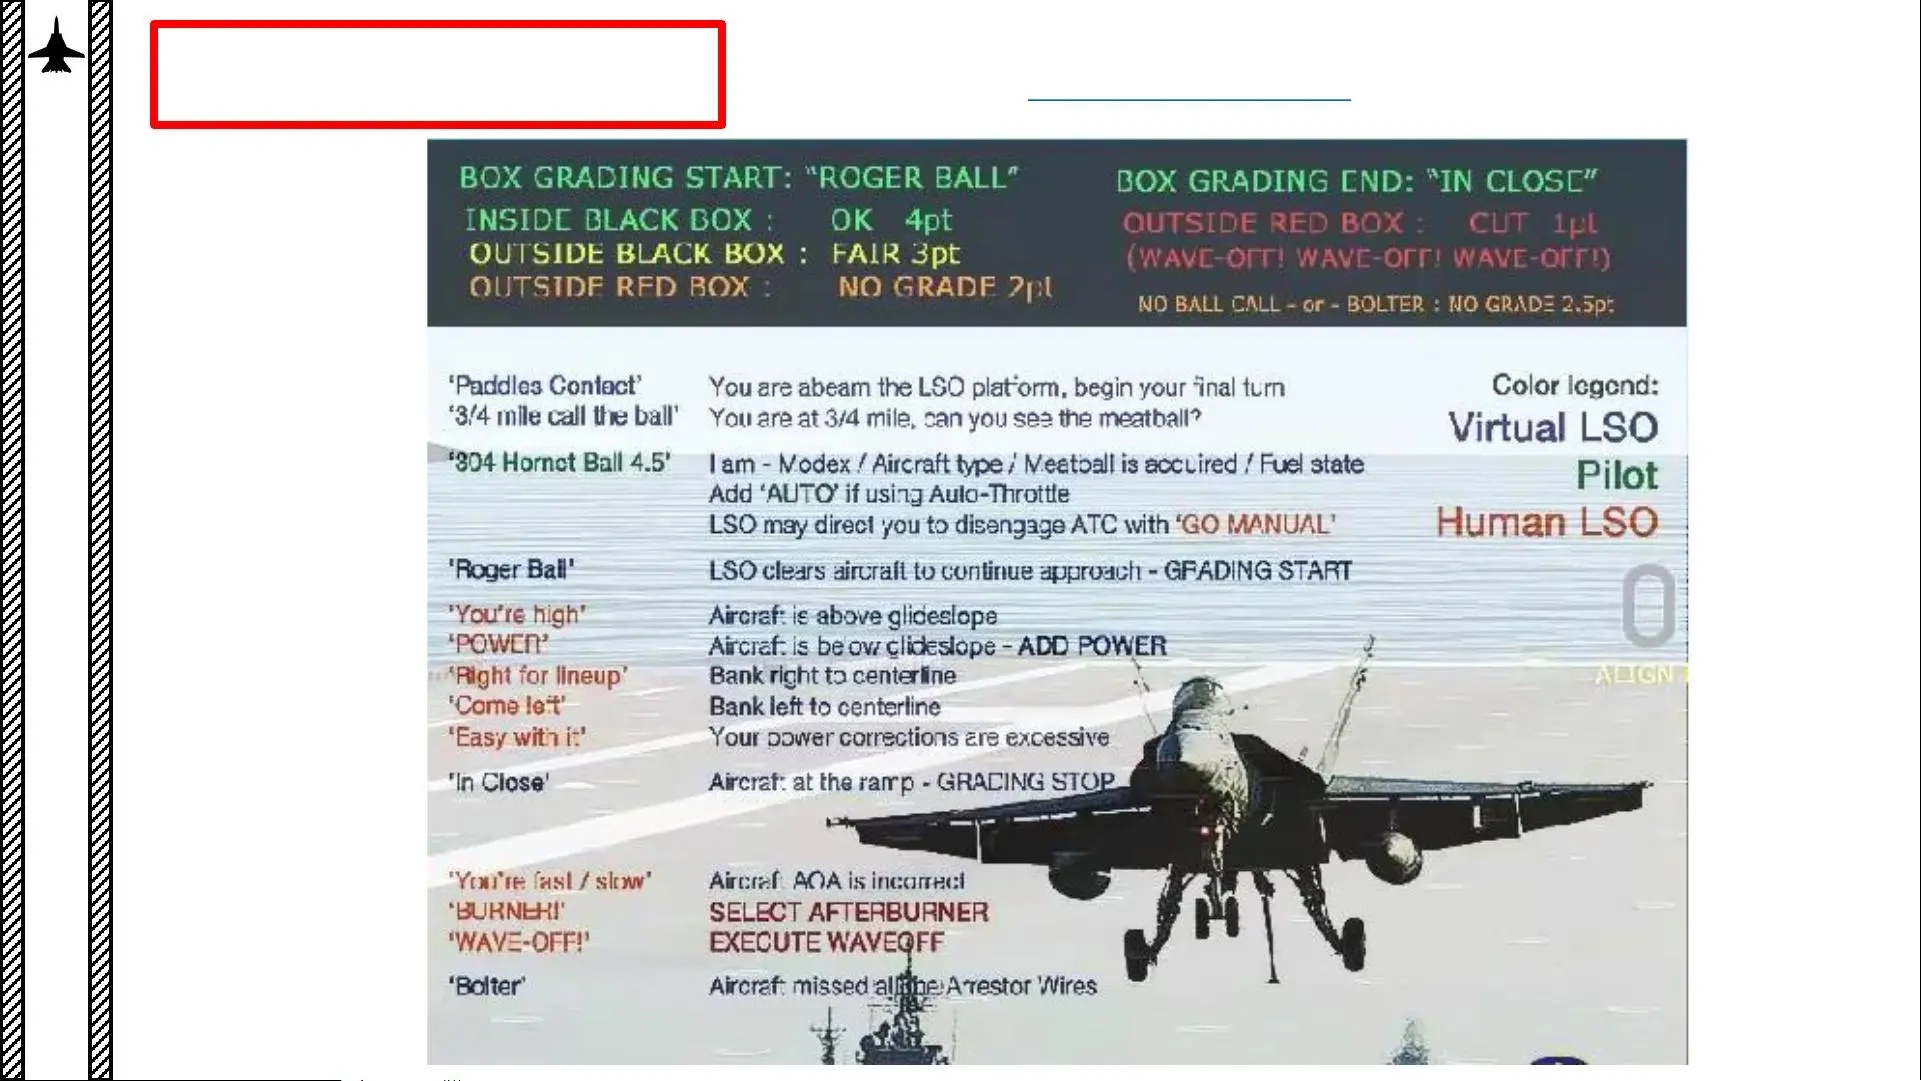 BOX GRADING START: "ROGER BALL"
INSIDE BLACK BOX : OK 4pt
OUTSIDE BLACK BOX : FAIR 3pt
OUTSIDE RED BOX : NO GRADE 2pt
BOX GRADING END: "IN CLOSE"
OUTSIDE RED BOX : CUT 1pt
(WAVE-OFF! WAVE-OFF! WAVE-OFF!)
NO BALL CALL - or - BOLTER : NO GRADE 2.5pt
'Paddles Contact' You are abeam the LSO platform, begin your final turn
'3/4 mile call the ball' You are at 3/4 mile, can you see the meatball?
'304 Hornet Ball 4.5' I am - Modex / Aircraft type / Meatball is acquired / Fuel state
Add 'AUTO' if using Auto-Throttle
LSO may direct you to disengage ATC with 'GO MANUAL'
'Roger Ball' LSO clears aircraft to continue approach - GRADING START
'You're high' Aircraft is above glideslope
'POWER' Aircraft is below glideslope - ADD POWER
'Right for lineup' Bank right to centerline
'Come left' Bank left to centerline
'Easy with it' Your power corrections are excessive
'In Close' Aircraft at the ramp - GRADING STOP
'You're fast / slow' Aircraft AOA is incorrect
'BURNER!' SELECT AFTERBURNER
'WAVE-OFF!' EXECUTE WAVEOFF
'Bolter' Aircraft missed all the Arrestor Wires
Color legend:
Virtual LSO
Pilot
Human LSO
0
ALIGN